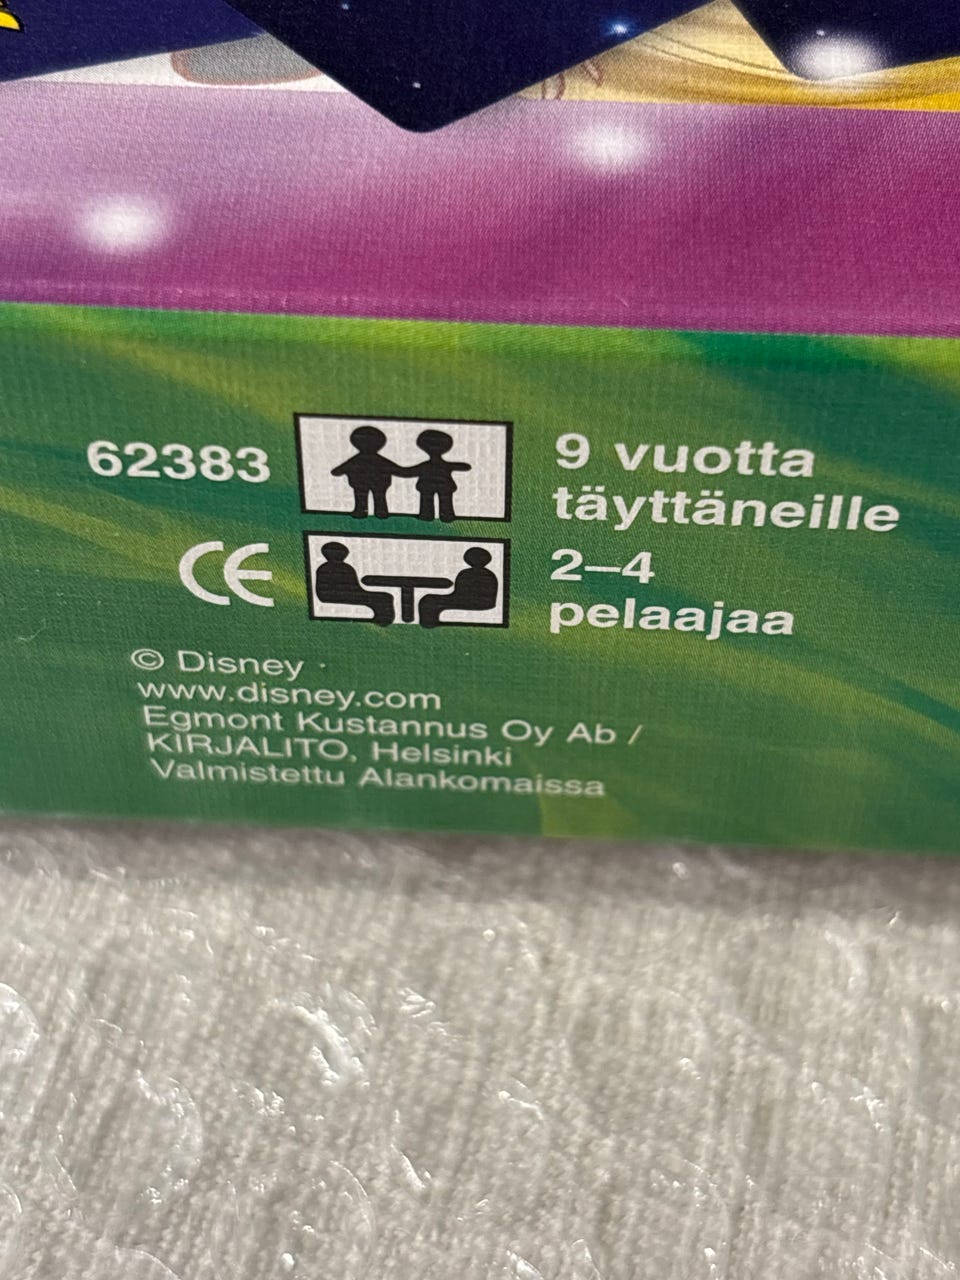 62383
9 vuotta
täyttäneille
CE
2–4
pelaajaa
© Disney
www.disney.com
Egmont Kustannus Oy Ab /
KIRJALITO, Helsinki
Valmistettu Alankomaissa